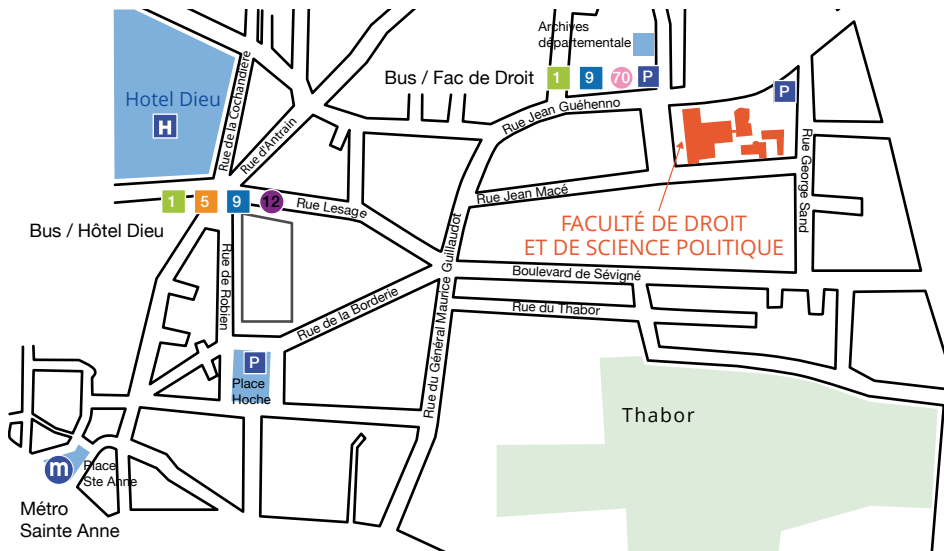 Archives
départementale
Bus / Fac de Droit
1
9
70
P
P
Hotel Dieu
H
Rue de la Cochardière
Rue d'Antrain
Rue Jean Guéhenno
Rue George Sand
Rue Jean Macé
1
5
9
12
Rue Lesage
Bus / Hôtel Dieu
FACULTÉ DE DROIT
ET DE SCIENCE POLITIQUE
Rue de Robien
Rue de la Borderie
Rue du Général Maurice Guillaudot
Boulevard de Sévigné
Rue du Thabor
P
Place
Hoche
Thabor
m
Place
Ste Anne
Métro
Sainte Anne